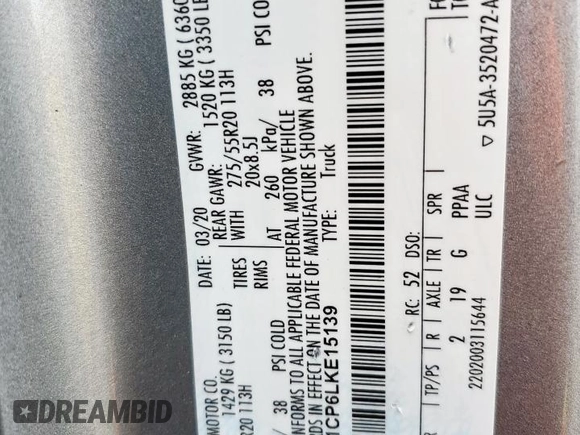 MOTOR CO.
DATE: 03/20 GVWR: 2885 KG ( 6360
1429 KG ( 3150 LB) REAR GAWR: 1520 KG ( 3350 LB
R20 113H TIRES WITH 275/55R20 113H
RIMS 20x8.5J
38 PSI COLD AT 260 kPa/ 38 PSI COL
NFORMS TO ALL APPLICABLE FEDERAL MOTOR VEHICLE
RDS IN EFFECT ON THE DATE OF MANUFACTURE SHOWN ABOVE.
1CP6LKE15139 TYPE: Truck
RC: 52 DSO:
TP/PS R AXLE TR SPR
2 19 G PPAA
2202003115644 ULC
5U5A-3520472-A
DREAMBID